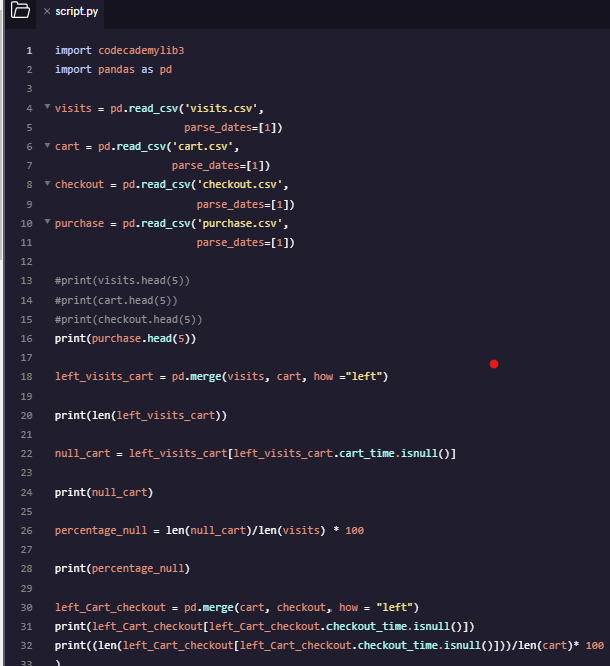 script.py
1 import codecademylib3
2 import pandas as pd
3
4 visits = pd.read_csv('visits.csv',
5                     parse_dates=[1])
6 cart = pd.read_csv('cart.csv',
7                   parse_dates=[1])
8 checkout = pd.read_csv('checkout.csv',
9                       parse_dates=[1])
10 purchase = pd.read_csv('purchase.csv',
11                       parse_dates=[1])
12
13 #print(visits.head(5))
14 #print(cart.head(5))
15 #print(checkout.head(5))
16 print(purchase.head(5))
17
18 left_visits_cart = pd.merge(visits, cart, how ="left")
19
20 print(len(left_visits_cart))
21
22 null_cart = left_visits_cart[left_visits_cart.cart_time.isnull()]
23
24 print(null_cart)
25
26 percentage_null = len(null_cart)/len(visits) * 100
27
28 print(percentage_null)
29
30 left_Cart_checkout = pd.merge(cart, checkout, how = "left")
31 print(left_Cart_checkout[left_Cart_checkout.checkout_time.isnull()])
32 print((len(left_Cart_checkout[left_Cart_checkout.checkout_time.isnull()]))/len(cart)* 100
33 )